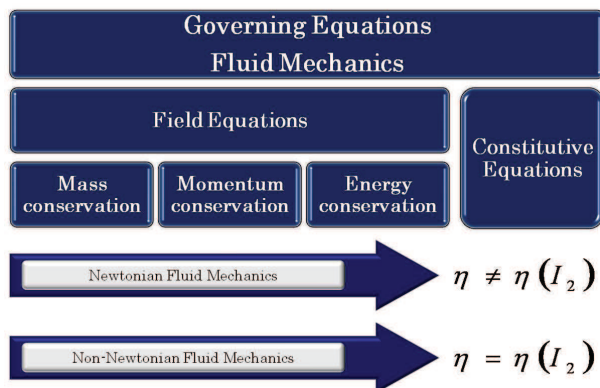 Governing Equations
Fluid Mechanics
Field Equations
Constitutive
Equations
Mass
conservation
Momentum
conservation
Energy
conservation
Newtonian Fluid Mechanics
η ≠ η (I₂)
Non-Newtonian Fluid Mechanics
η = η (I₂)